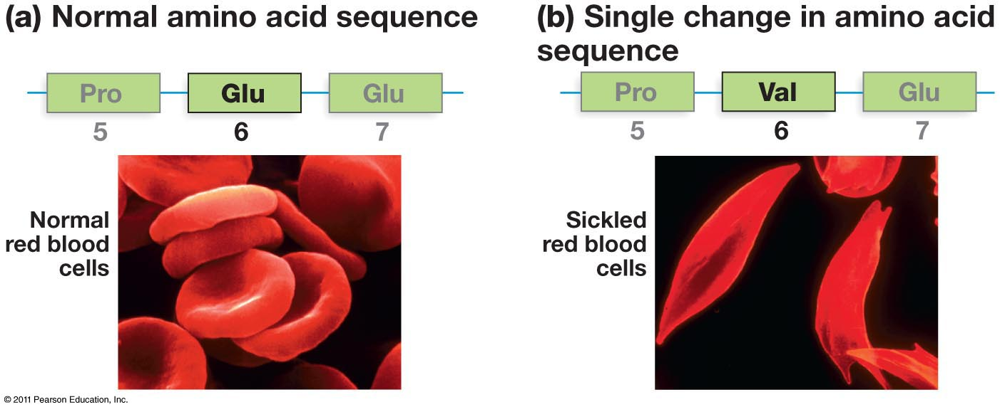 (a) Normal amino acid sequence
Pro Glu Glu
5 6 7
Normal
red blood
cells
(b) Single change in amino acid
sequence
Pro Val Glu
5 6 7
Sickled
red blood
cells
© 2011 Pearson Education, Inc.